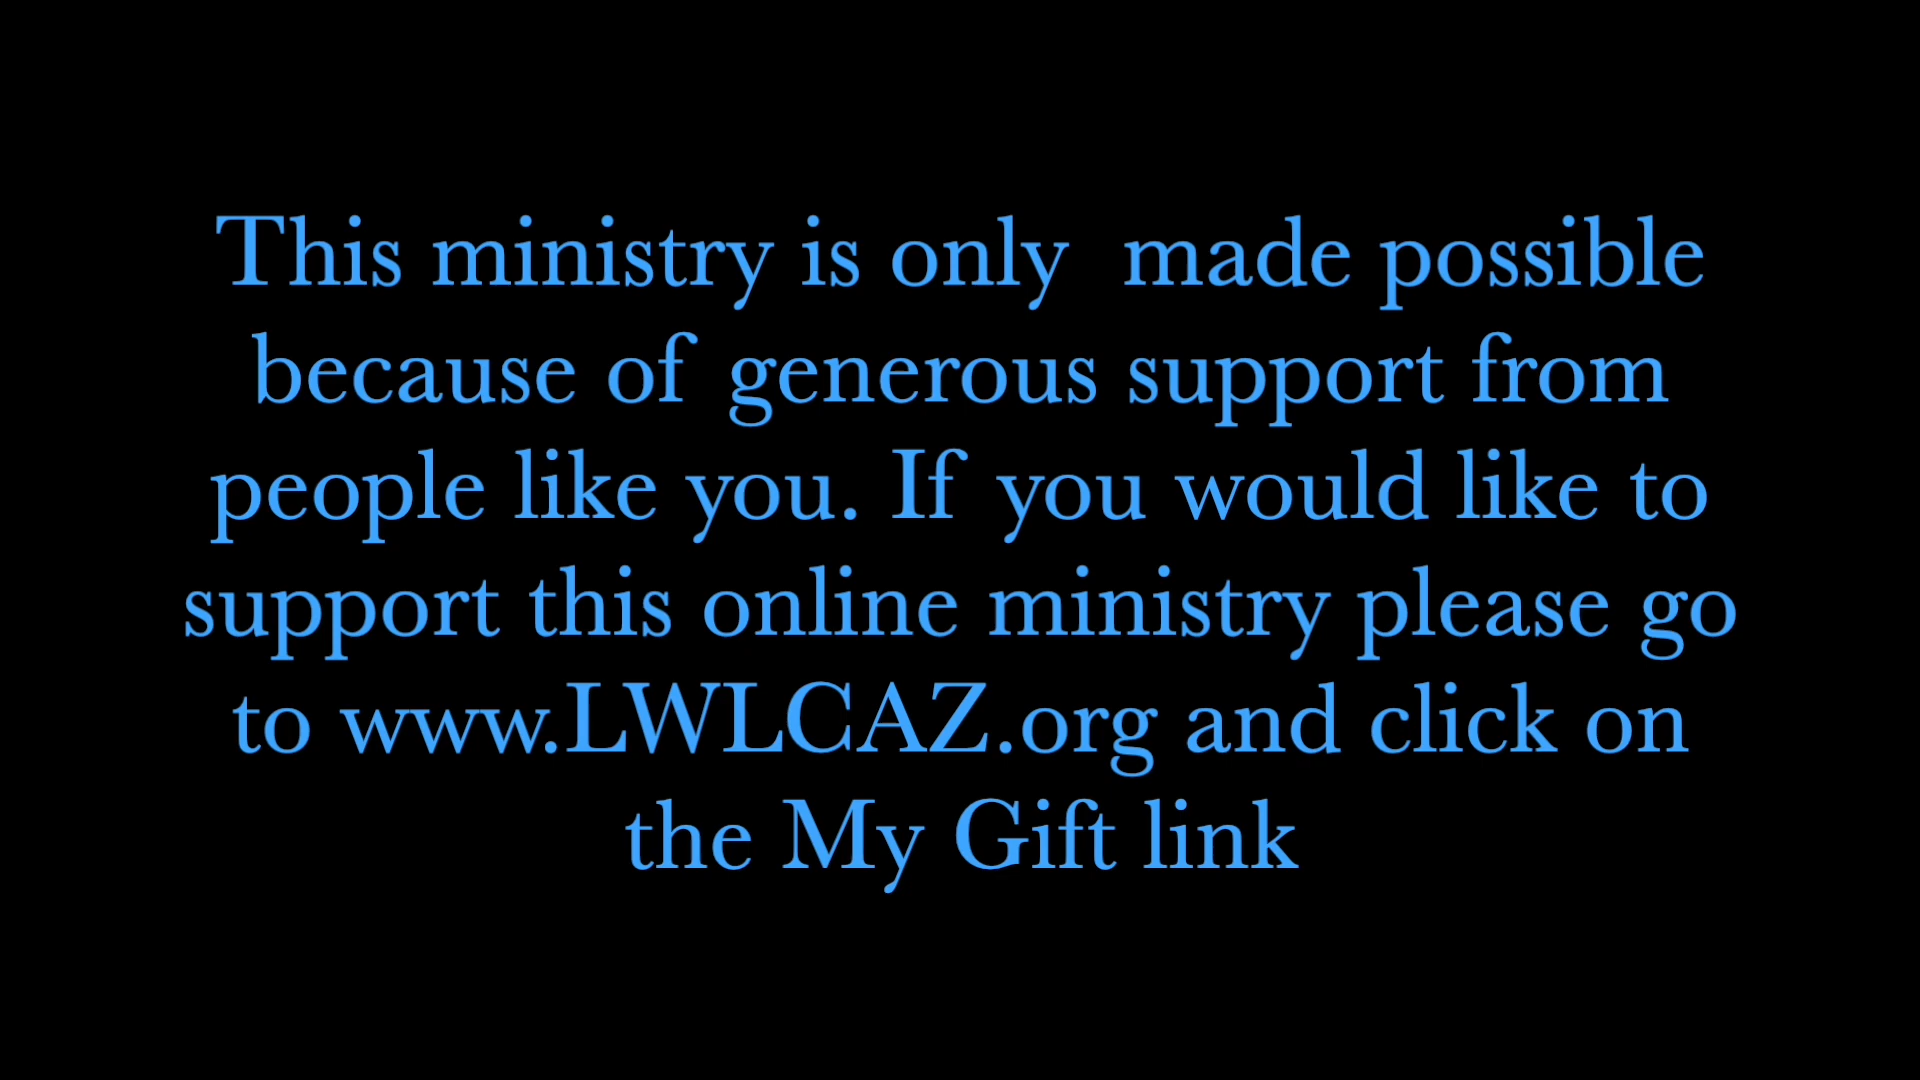 This ministry is only  made possible
because of generous support from
people like you. If you would like to
support this online ministry please go
to www.LWLCAZ.org and click on
the My Gift link